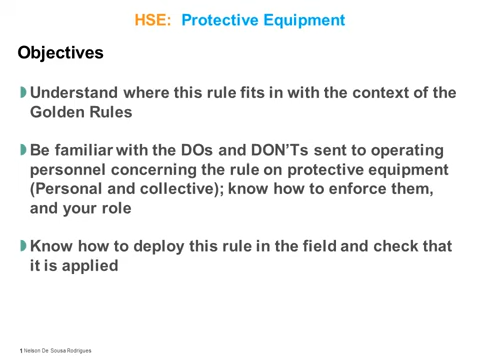 HSE: Protective Equipment
Objectives
Understand where this rule fits in with the context of the
Golden Rules
Be familiar with the DOs and DON'Ts sent to operating
personnel concerning the rule on protective equipment
(Personal and collective); know how to enforce them,
and your role
Know how to deploy this rule in the field and check that
it is applied
1 Nelson De Sousa Rodrigues